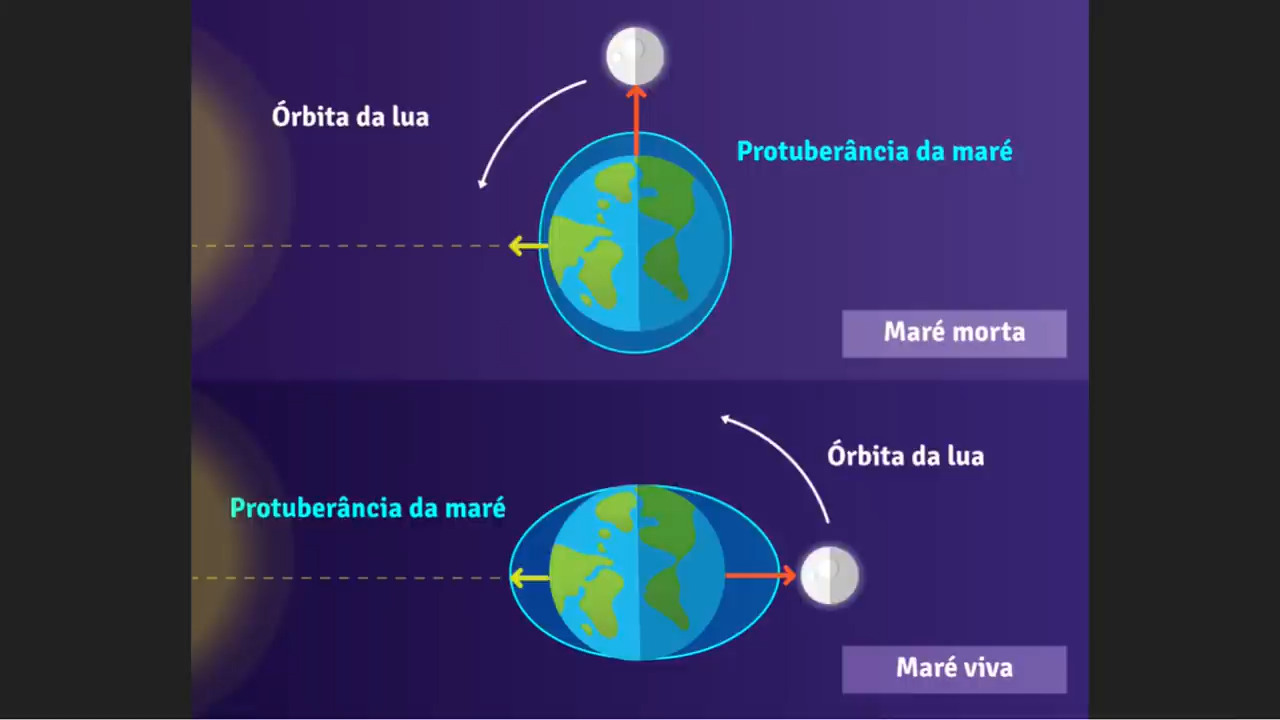 Órbita da lua
Protuberância da maré
Maré morta
Órbita da lua
Protuberância da maré
Maré viva